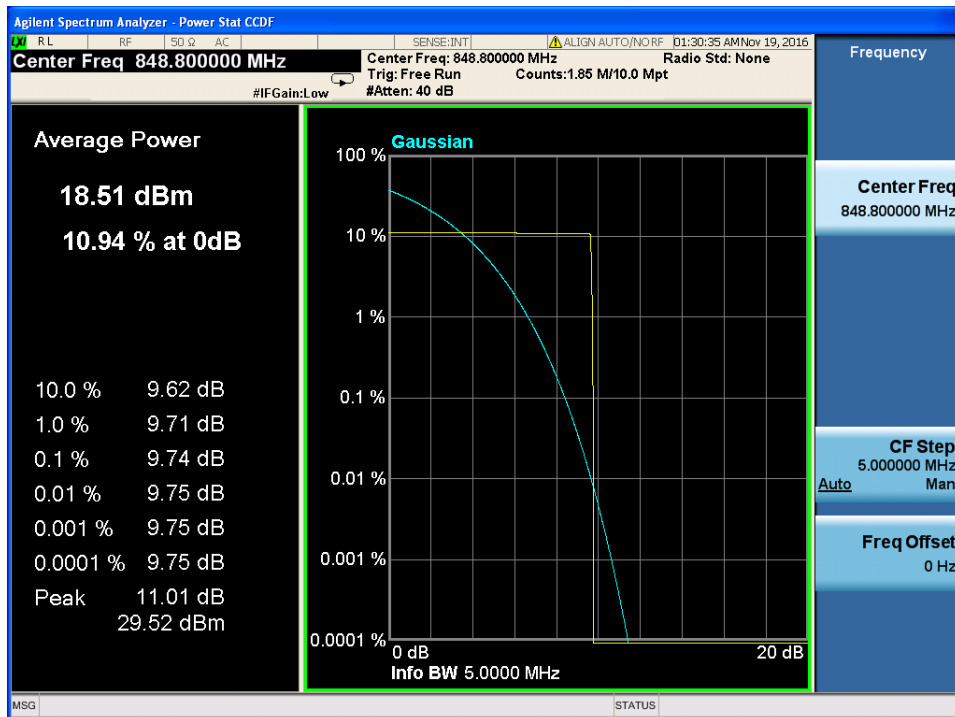 Agilent Spectrum Analyzer - Power Stat CCDF
LXI RL RF 50 Ω AC SENSE:INT ALIGN AUTO/NO RF 01:30:35 AM Nov 19, 2016
Center Freq 848.800000 MHz
#IFGain:Low
Center Freq: 848.800000 MHz Radio Std: None
Trig: Free Run Counts:1.85 M/10.0 Mpt
#Atten: 40 dB
Average Power
18.51 dBm
10.94 % at 0dB
10.0 % 9.62 dB
1.0 % 9.71 dB
0.1 % 9.74 dB
0.01 % 9.75 dB
0.001 % 9.75 dB
0.0001 % 9.75 dB
Peak 11.01 dB
29.52 dBm
Gaussian
100 %
10 %
1 %
0.1 %
0.01 %
0.001 %
0.0001 %
0 dB 20 dB
Info BW 5.0000 MHz
Frequency
Center Freq
848.800000 MHz
CF Step
5.000000 MHz
Auto Man
Freq Offset
0 Hz
MSG STATUS